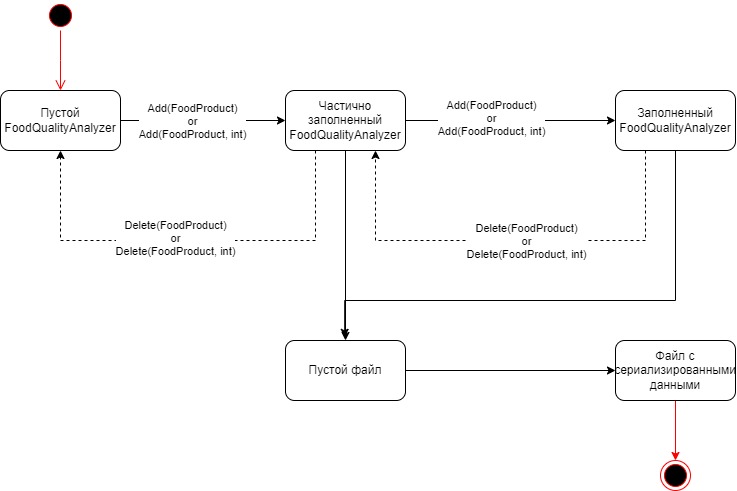 Пустой
FoodQualityAnalyzer
Add(FoodProduct)
or
Add(FoodProduct, int)
Частично
заполненный
FoodQualityAnalyzer
Add(FoodProduct)
or
Add(FoodProduct, int)
Заполненный
FoodQualityAnalyzer
Delete(FoodProduct)
or
Delete(FoodProduct, int)
Delete(FoodProduct)
or
Delete(FoodProduct, int)
Пустой файл
Файл с
сериализированными
данными